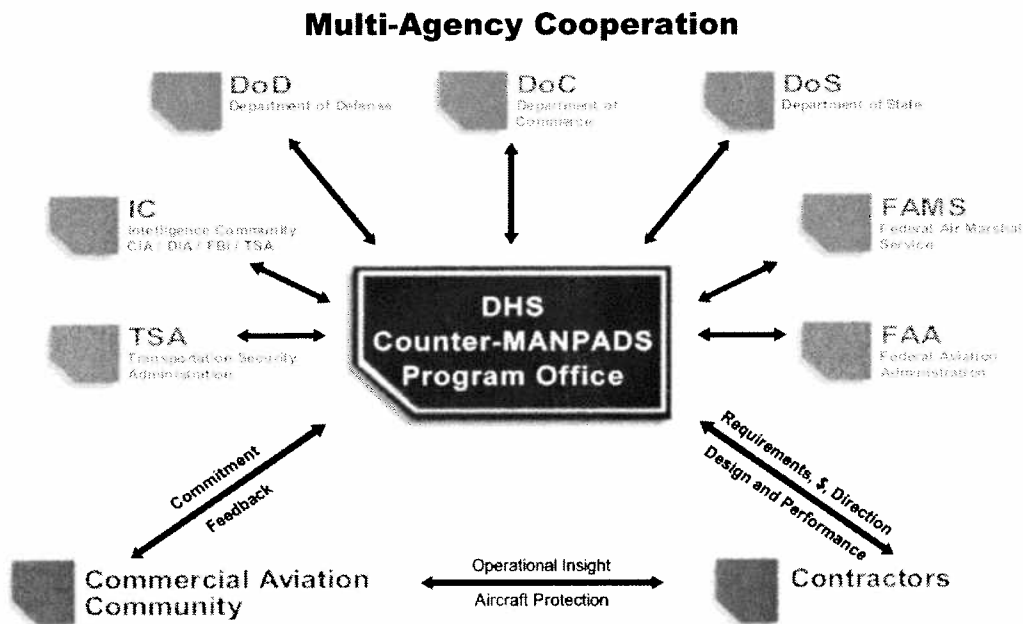 Multi-Agency Cooperation
DoD
Department of Defense
DoC
Department of
Commerce
DoS
Department of State
IC
Intelligence Community
CIA / DIA / FBI / TSA
FAMS
Federal Air Marshal
Service
DHS
Counter-MANPADS
Program Office
TSA
Transportation Security
Administration
FAA
Federal Aviation
Administration
Commitment
Feedback
Requirements, $, Direction
Design and Performance
Commercial Aviation
Community
Operational Insight
Aircraft Protection
Contractors